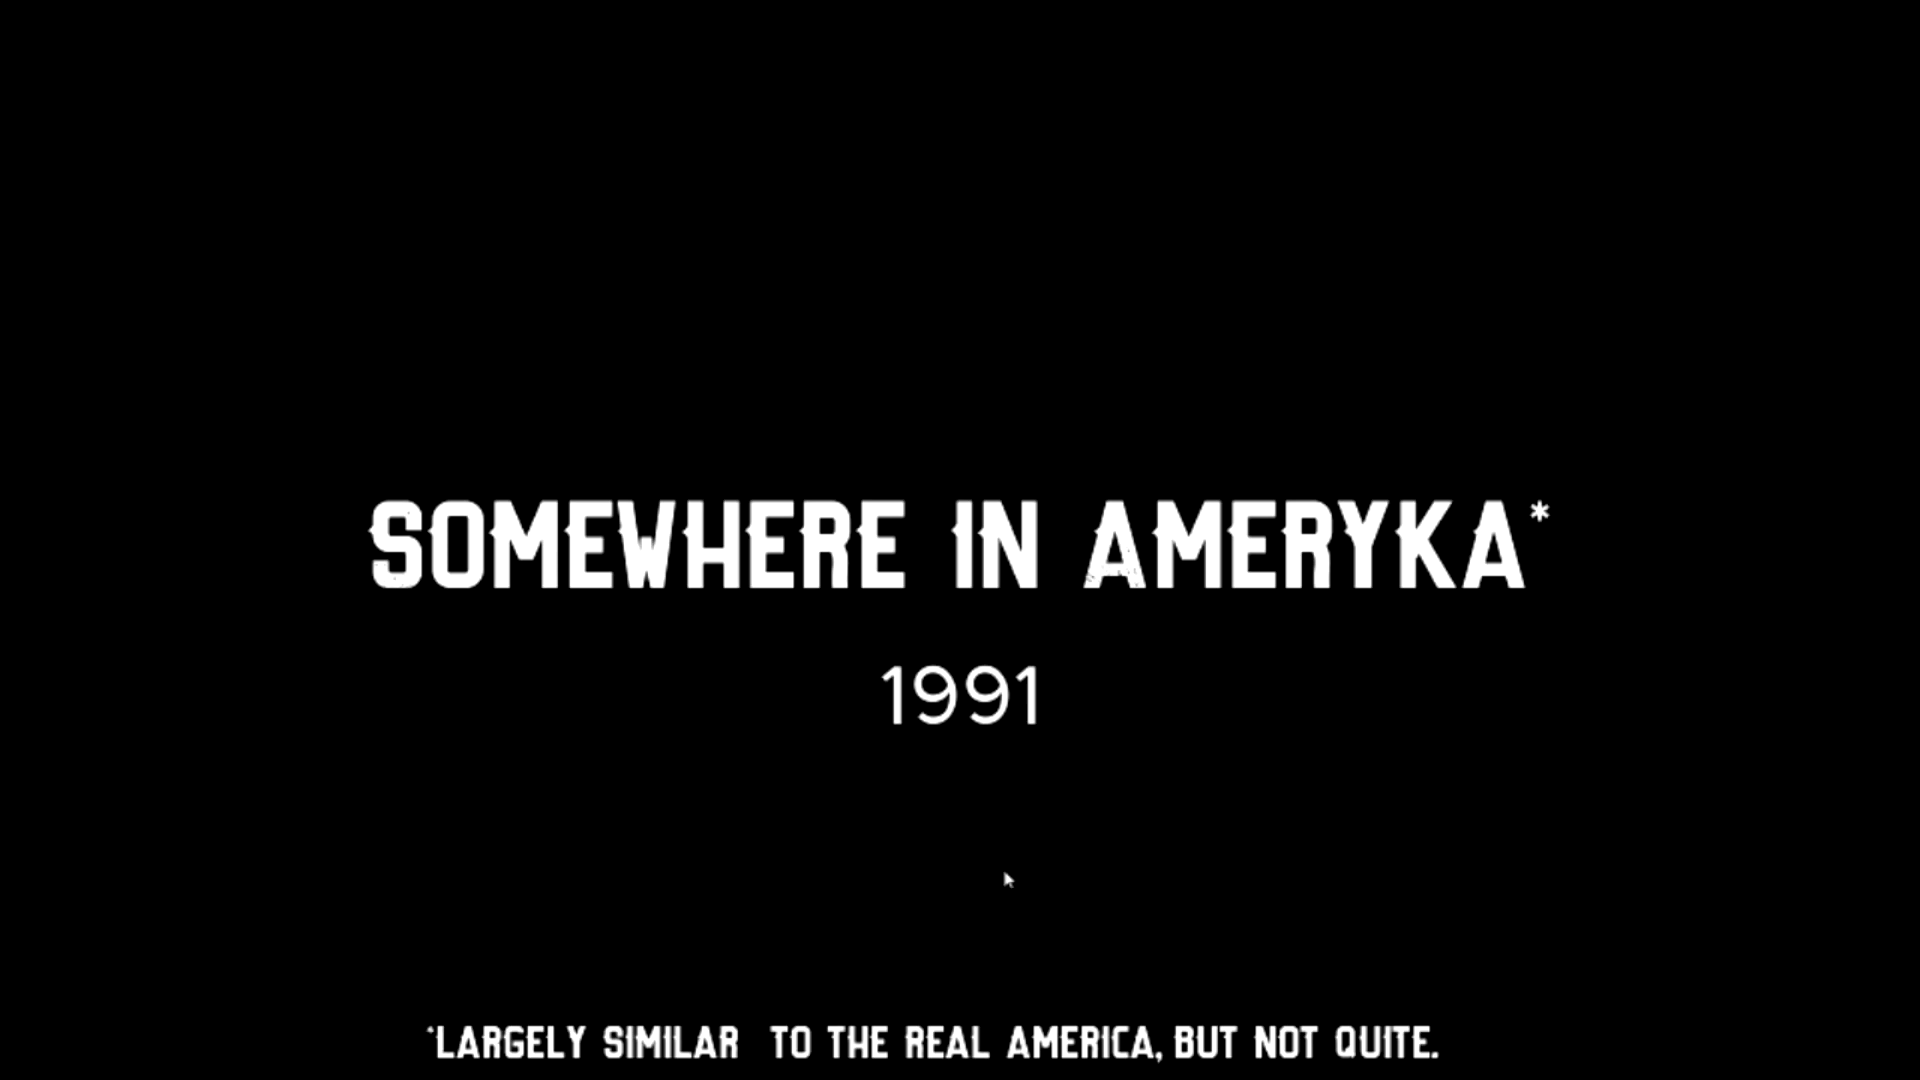 SOMEWHERE IN AMERYKA*
1991
*LARGELY SIMILAR TO THE REAL AMERICA, BUT NOT QUITE.